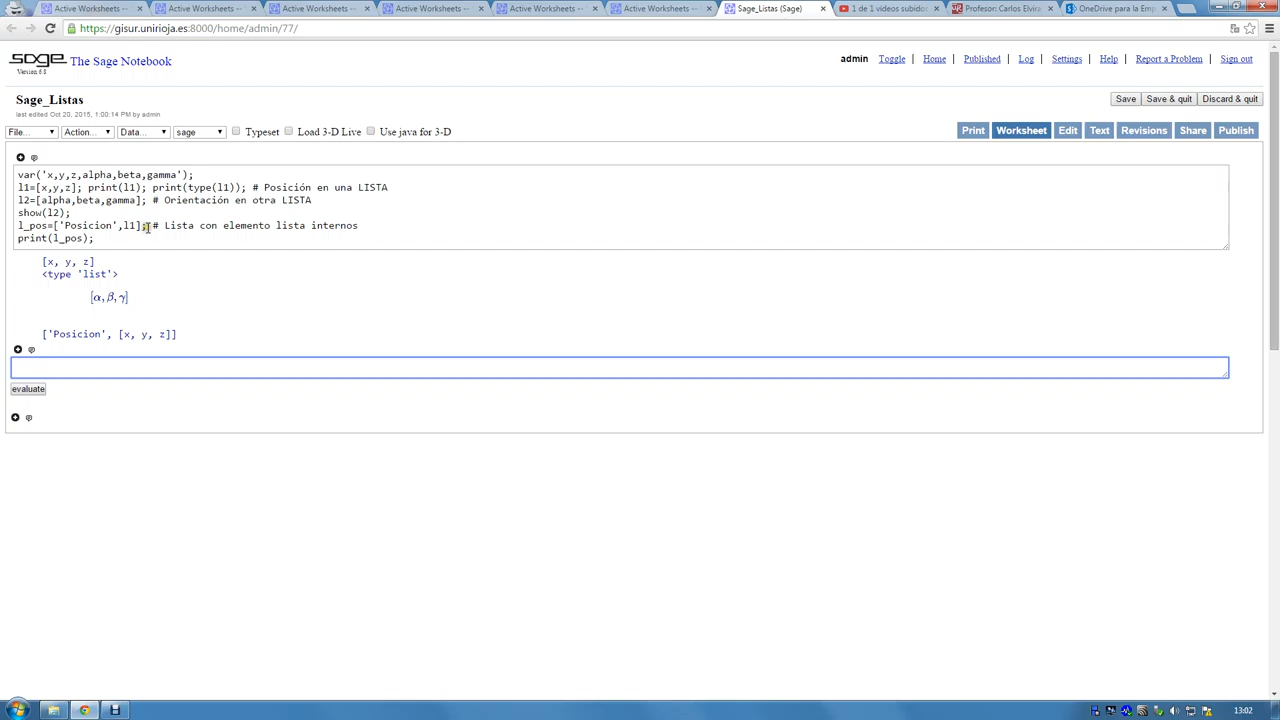 Active Worksheets --
Active Worksheets --
Active Worksheets --
Active Worksheets --
Active Worksheets --
Active Worksheets --
Sage_Listas (Sage)
1 de 1 vídeos subidos
Profesor: Carlos Elvira
OneDrive para la Emp
https://gisur.unirioja.es:8000/home/admin/77/
sage The Sage Notebook
Version 6.8
admin Toggle Home Published Log Settings Help Report a Problem Sign out
Sage_Listas
Save Save & quit Discard & quit
last edited Oct 20, 2015, 1:00:14 PM by admin
File... Action... Data... sage Typeset Load 3-D Live Use java for 3-D
Print Worksheet Edit Text Revisions Share Publish
var('x,y,z,alpha,beta,gamma');
l1=[x,y,z]; print(l1); print(type(l1)); # Posición en una LISTA
l2=[alpha,beta,gamma]; # Orientación en otra LISTA
show(l2);
l_pos=['Posicion',l1]; # Lista con elemento lista internos
print(l_pos);
[x, y, z]
<type 'list'>
[α, β, γ]
['Posicion', [x, y, z]]
evaluate
13:02